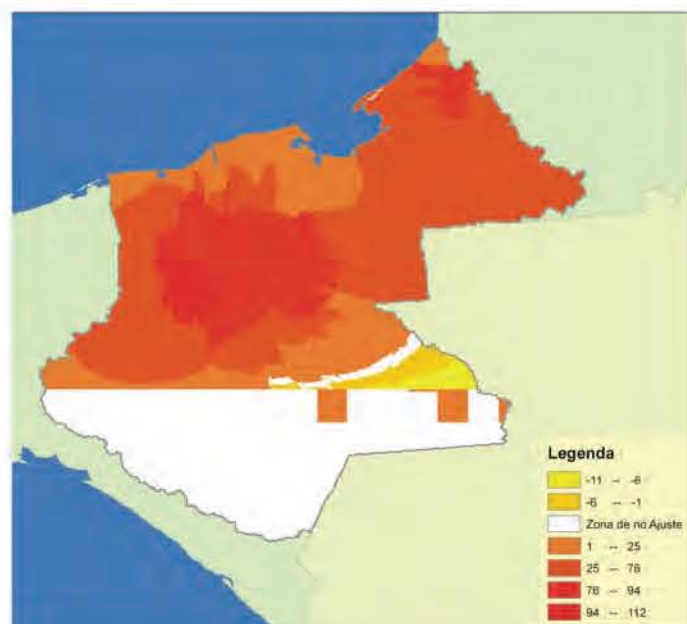 Legenda
-11 -- -6
-6 -- -1
Zona de no Ajuste
1 -- 25
25 -- 76
76 -- 94
94 -- 112